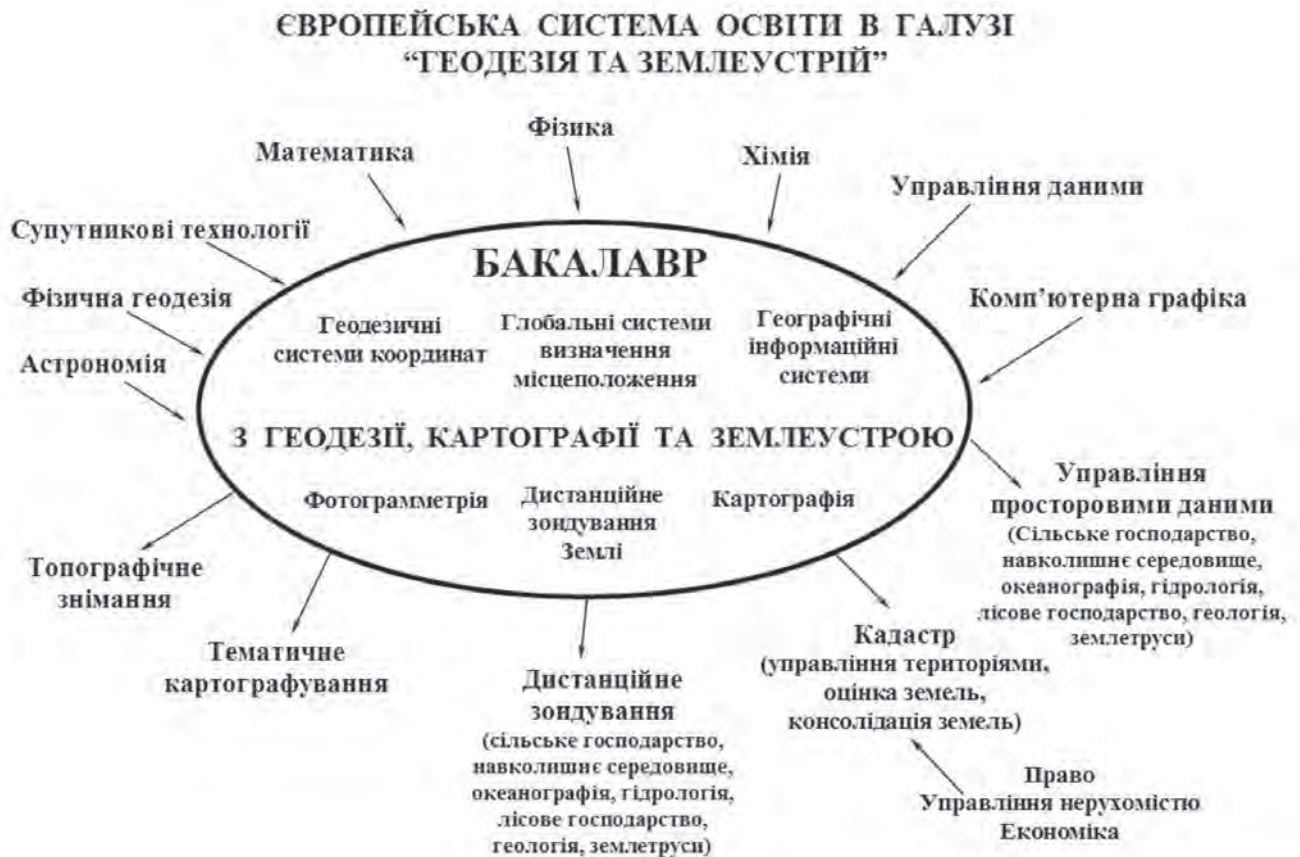 ЄВРОПЕЙСЬКА СИСТЕМА ОСВІТИ В ГАЛУЗІ
“ГЕОДЕЗІЯ ТА ЗЕМЛЕУСТРІЙ”
Фізика
Математика
Хімія
Управління даними
Супутникові технології
Фізична геодезія
Комп’ютерна графіка
Астрономія
БАКАЛАВР
Геодезичні
системи координат
Глобальні системи
визначення
місцеположення
Географічні
інформаційні
системи
З ГЕОДЕЗІЇ, КАРТОГРАФІЇ ТА ЗЕМЛЕУСТРОЮ
Фотограмметрія
Дистанційне
зондування
Землі
Картографія
Топографічне
знімання
Тематичне
картографування
Дистанційне
зондування
(сільське господарство,
навколишнє середовище,
океанографія, гідрологія,
лісове господарство,
геологія, землетруси)
Кадастр
(управління територіями,
оцінка земель,
консолідація земель)
Право
Управління нерухомістю
Економіка
Управління
просторовими даними
(Сільське господарство,
навколишнє середовище,
океанографія, гідрологія,
лісове господарство, геологія,
землетруси)